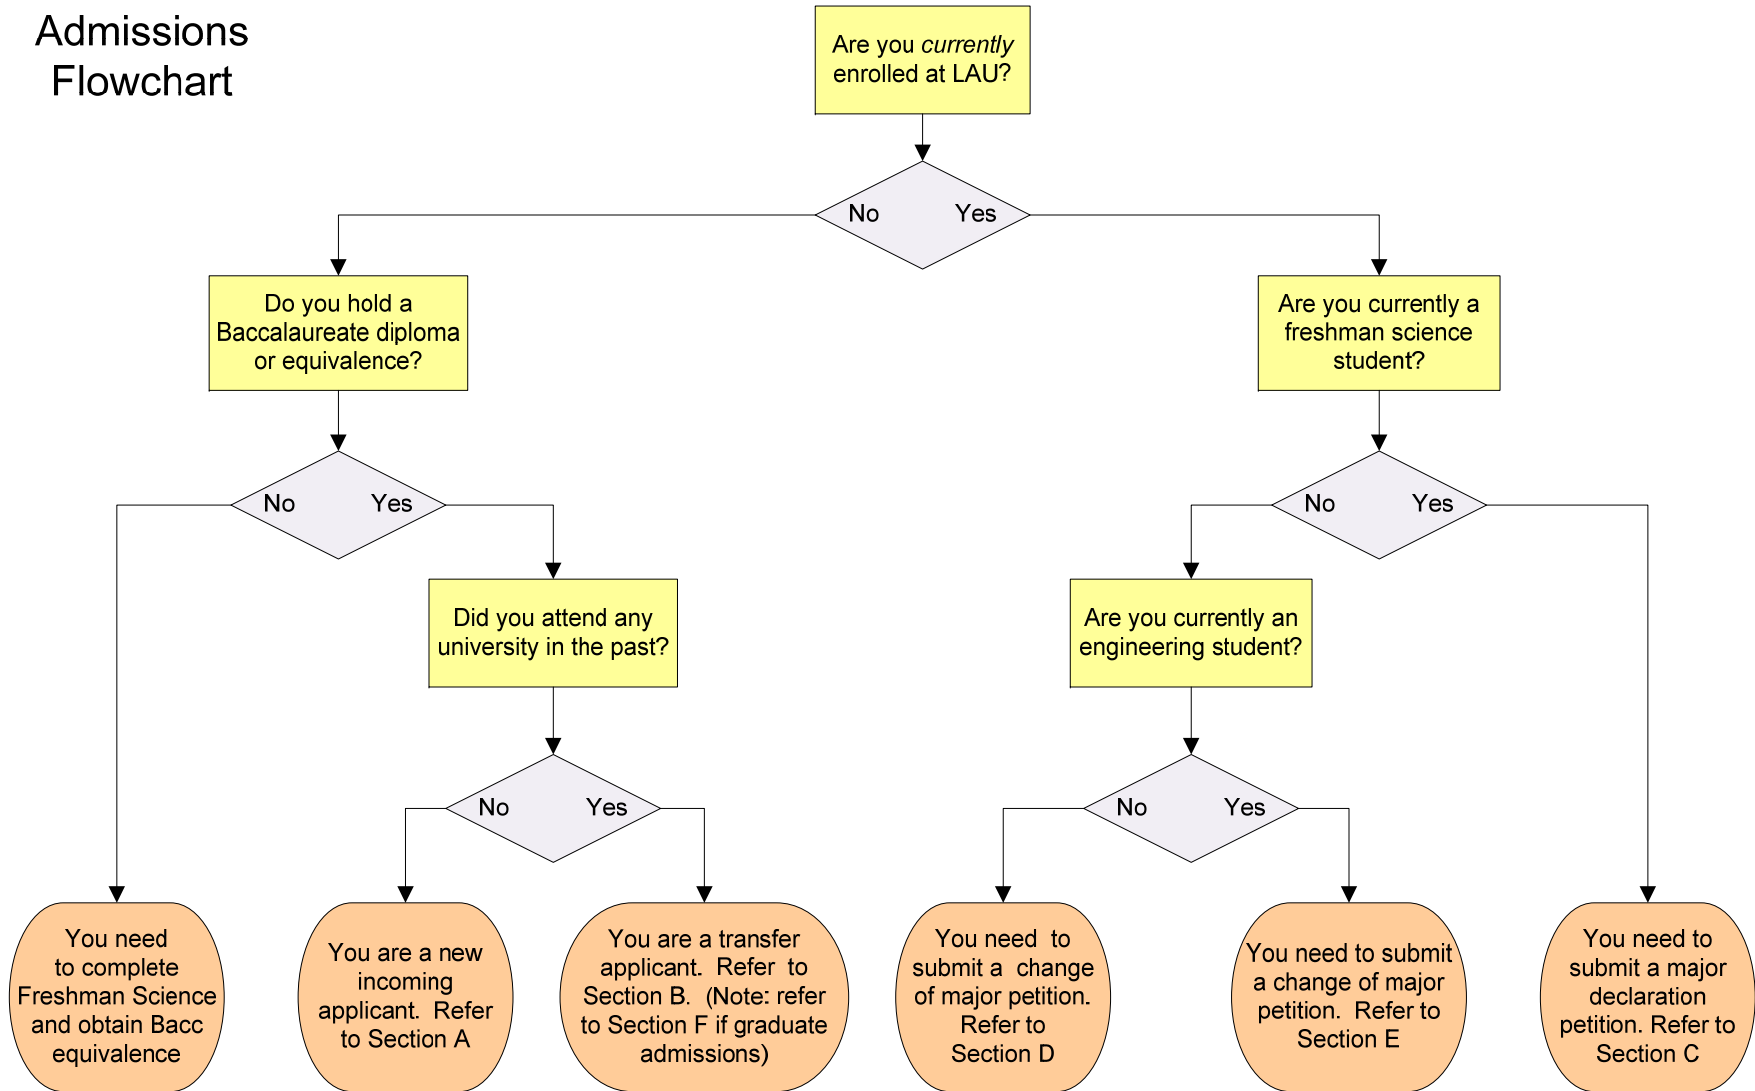 Admissions
Flowchart
Are you currently
enrolled at LAU?
No
Yes
Do you hold a
Baccalaureate diploma
or equivalence?
Are you currently a
freshman science
student?
No
Yes
No
Yes
Did you attend any
university in the past?
Are you currently an
engineering student?
No
Yes
No
Yes
You need
to complete
Freshman Science
and obtain Bacc
equivalence
You are a new
incoming
applicant. Refer
to Section A
You are a transfer
applicant. Refer to
Section B. (Note: refer
to Section F if graduate
admissions)
You need to
submit a change
of major petition.
Refer to
Section D
You need to submit
a change of major
petition. Refer to
Section E
You need to
submit a major
declaration
petition. Refer to
Section C